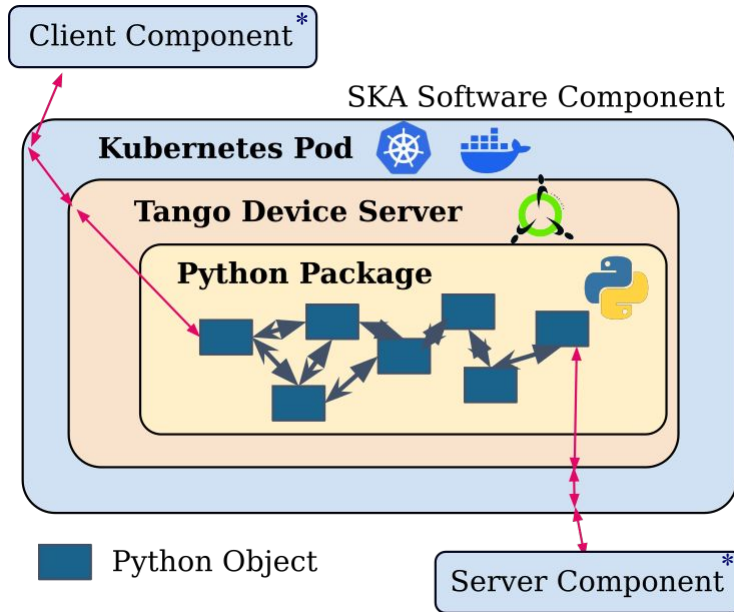 Client Component*
SKA Software Component
Kubernetes Pod
Tango Device Server
Python Package
Python Object
Server Component*